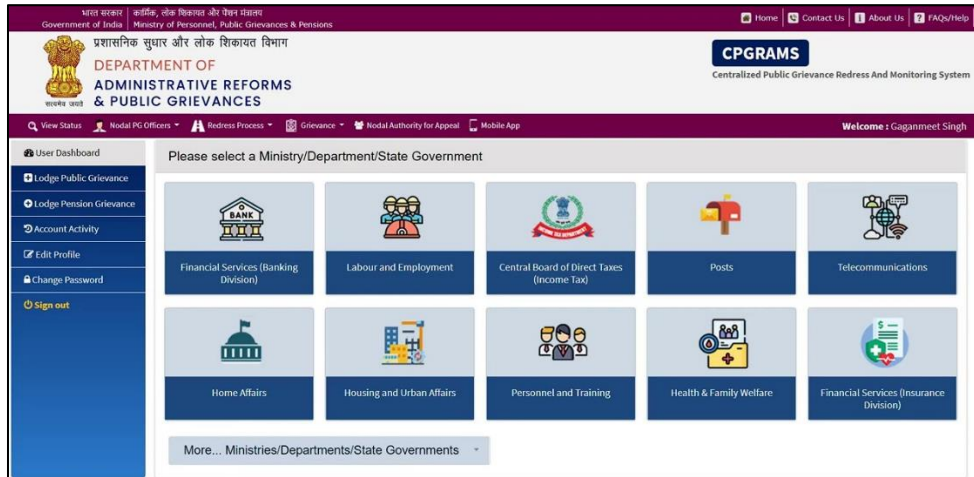 भारत सरकार
Government of India
कार्मिक, लोक शिकायत और पेंशन मंत्रालय
Ministry of Personnel, Public Grievances & Pensions
Home
Contact Us
About Us
FAQs/Help
सत्यमेव जयते
प्रशासनिक सुधार और लोक शिकायत विभाग
DEPARTMENT OF
ADMINISTRATIVE REFORMS
& PUBLIC GRIEVANCES
CPGRAMS
Centralized Public Grievance Redress And Monitoring System
View Status
Nodal PG Officers
Redress Process
Grievance
Nodal Authority for Appeal
Mobile App
Welcome : Gaganmeet Singh
User Dashboard
Lodge Public Grievance
Lodge Pension Grievance
Account Activity
Edit Profile
Change Password
Sign out
Please select a Ministry/Department/State Government
BANK
Financial Services (Banking
Division)
Labour and Employment
INCOME TAX DEPARTMENT
Central Board of Direct Taxes
(Income Tax)
Posts
Telecommunications
Home Affairs
Housing and Urban Affairs
Personnel and Training
Health & Family Welfare
Financial Services (Insurance
Division)
More... Ministries/Departments/State Governments